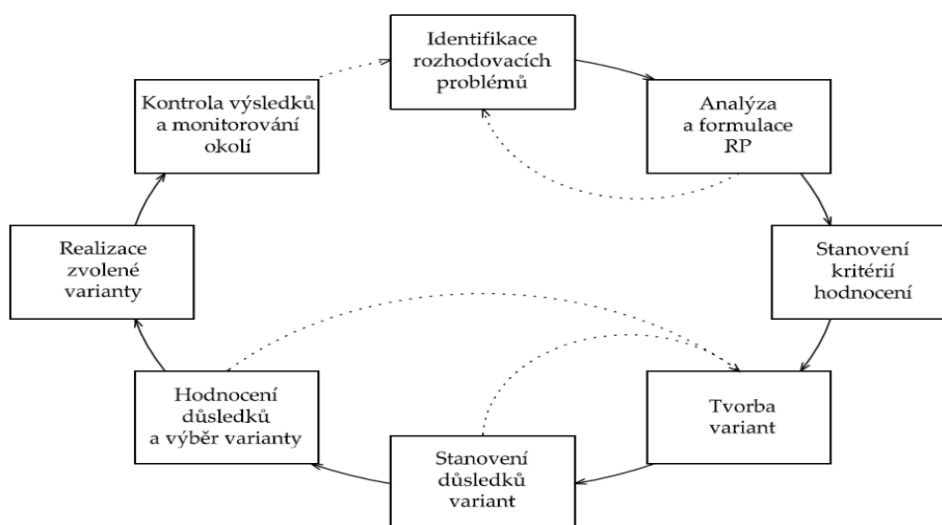 Identifikace
rozhodovacích
problémů
Analýza
a formulace
RP
Stanovení
kritérií
hodnocení
Tvorba
variant
Stanovení
důsledků
variant
Hodnocení
důsledků
a výběr varianty
Realizace
zvolené
varianty
Kontrola výsledků
a monitorování
okolí